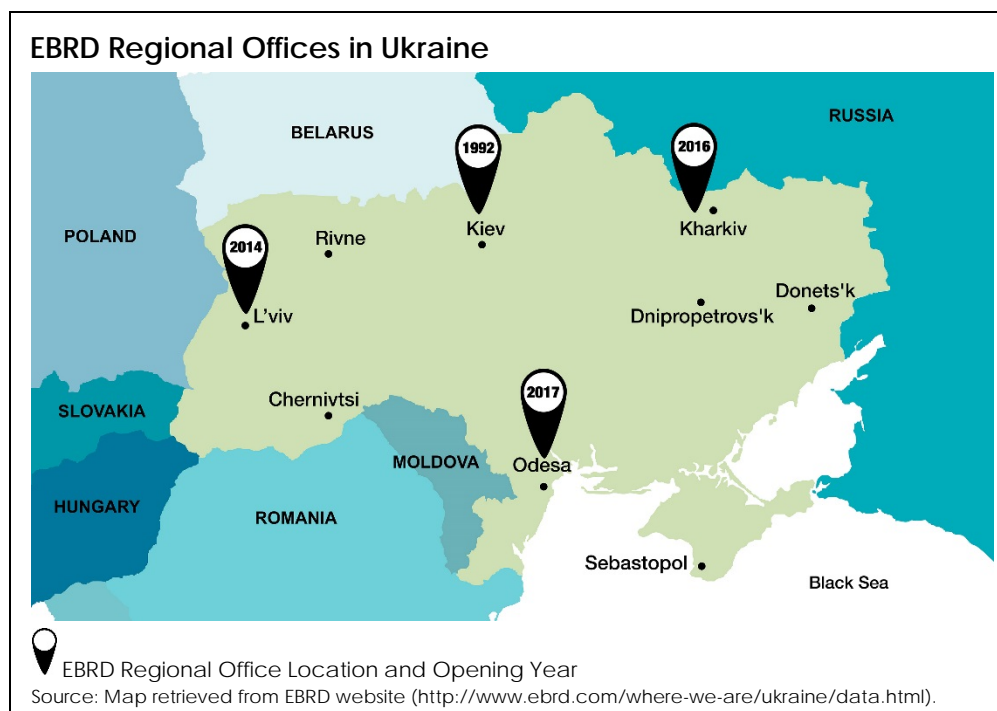 EBRD Regional Offices in Ukraine
RUSSIA
BELARUS
1992
2016
POLAND
Rivne
Kiev
Kharkiv
2014
L'viv
Donets'k
Dnipropetrovs'k
Chernivtsi
2017
SLOVAKIA
MOLDOVA
Odesa
HUNGARY
ROMANIA
Sebastopol
Black Sea
EBRD Regional Office Location and Opening Year
Source: Map retrieved from EBRD website (http://www.ebrd.com/where-we-are/ukraine/data.html).